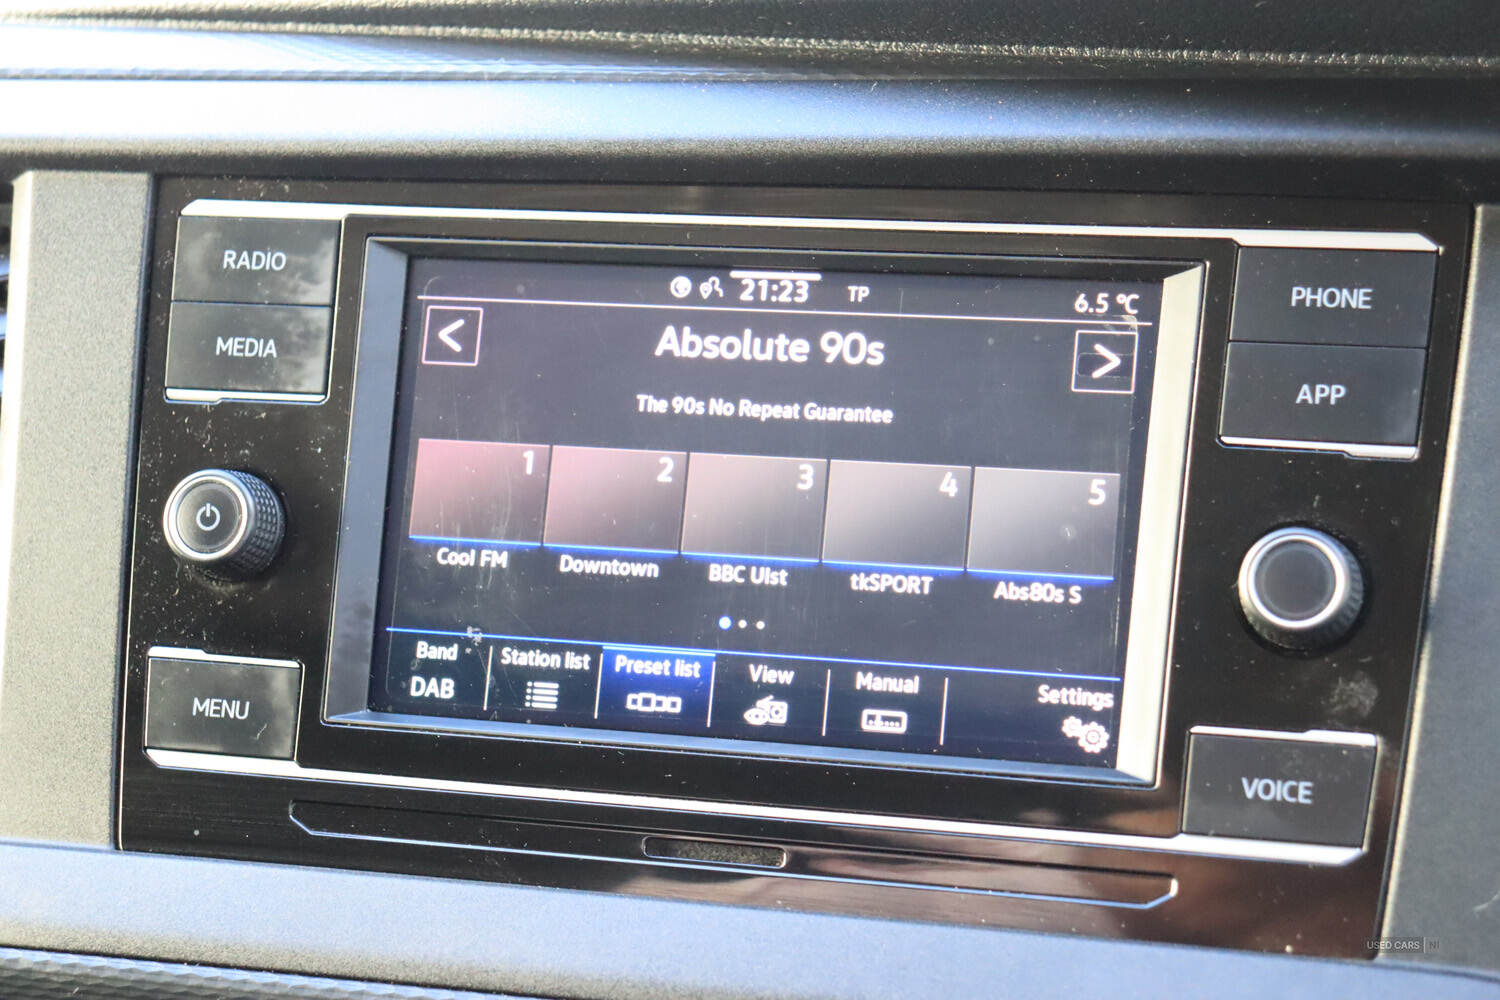 RADIO
MEDIA
MENU
21:23 TP 6.5 °C
< Absolute 90s >
The 90s No Repeat Guarantee
1 2 3 4 5
Cool FM Downtown BBC Ulst tkSPORT Abs80s S
Band Station list Preset list View Manual Settings
DAB
PHONE
APP
VOICE
USED CARS | NI